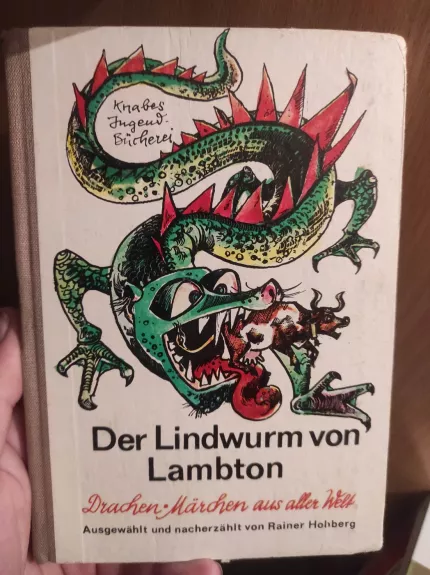 Knabes
Jugend-
Bücherei
Der Lindwurm von
Lambton
Drachen-Märchen aus aller Welt
Ausgewählt und nacherzählt von Rainer Hohberg